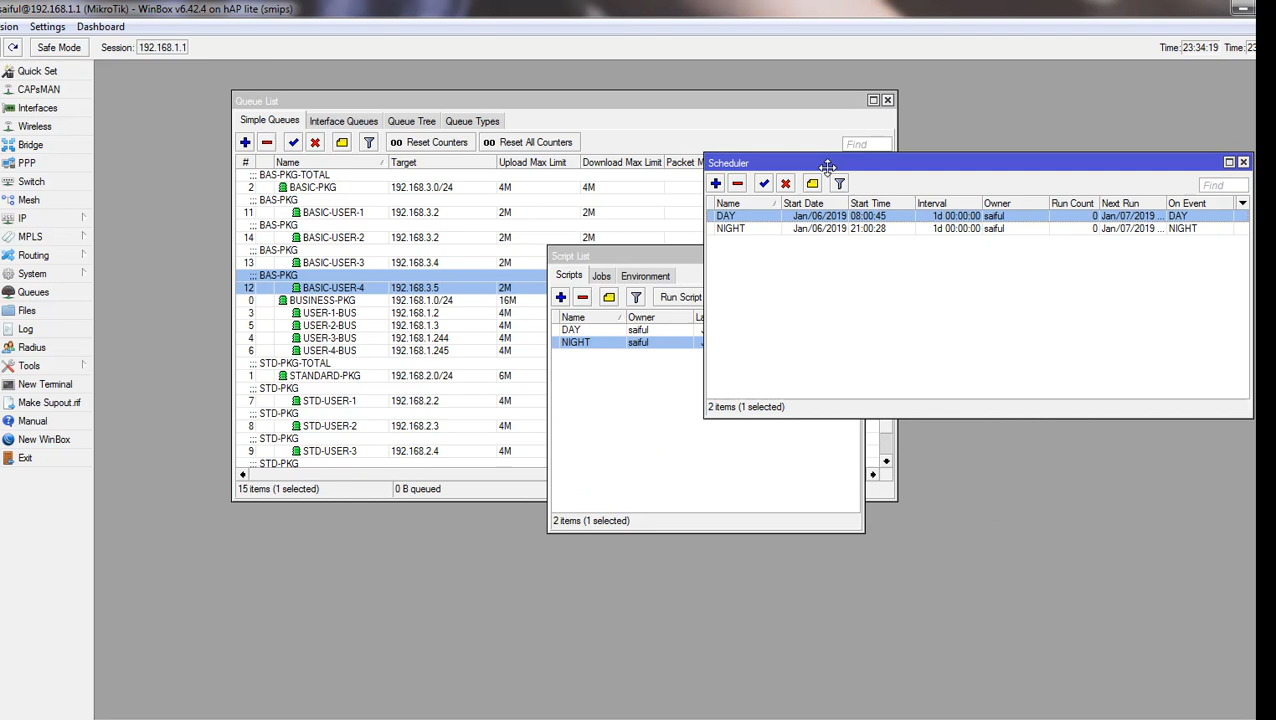 saiful@192.168.1.1 (MikroTik) - WinBox v6.42.4 on hAP lite (smips)
Settings Dashboard
Safe Mode Session: 192.168.1.1 Time: 23:34:19 Time:
Quick Set
CAPsMAN
Interfaces
Wireless
Bridge
PPP
Switch
Mesh
IP
MPLS
Routing
System
Queues
Files
Log
Radius
Tools
New Terminal
Make Supout.rif
Manual
New WinBox
Exit
Queue List
Simple Queues Interface Queues Queue Tree Queue Types
00 Reset Counters 00 Reset All Counters Find
# Name Target Upload Max Limit Download Max Limit
::: BAS-PKG-TOTAL
2 BASIC-PKG 192.168.3.0/24 4M 4M
::: BAS-PKG
11 BASIC-USER-1 192.168.3.2 2M 2M
::: BAS-PKG
14 BASIC-USER-2 192.168.3.2 2M 2M
::: BAS-PKG
13 BASIC-USER-3 192.168.3.4 2M
::: BAS-PKG
12 BASIC-USER-4 192.168.3.5 2M
0 BUSINESS-PKG 192.168.1.0/24 16M
3 USER-1-BUS 192.168.1.2 4M
5 USER-2-BUS 192.168.1.3 4M
4 USER-3-BUS 192.168.1.244 4M
6 USER-4-BUS 192.168.1.245 4M
::: STD-PKG-TOTAL
1 STANDARD-PKG 192.168.2.0/24 6M
::: STD-PKG
7 STD-USER-1 192.168.2.2 4M
::: STD-PKG
8 STD-USER-2 192.168.2.3 4M
::: STD-PKG
9 STD-USER-3 192.168.2.4 4M
::: STD-PKG
15 items (1 selected) 0 B queued
Script List
Scripts Jobs Environment
Run Script
Name Owner
DAY saiful
NIGHT saiful
2 items (1 selected)
Scheduler
Find
Name Start Date Start Time Interval Owner Run Count Next Run On Event
DAY Jan/06/2019 08:00:45 1d 00:00:00 saiful 0 Jan/07/2019 ... DAY
NIGHT Jan/06/2019 21:00:28 1d 00:00:00 saiful 0 Jan/07/2019 ... NIGHT
2 items (1 selected)